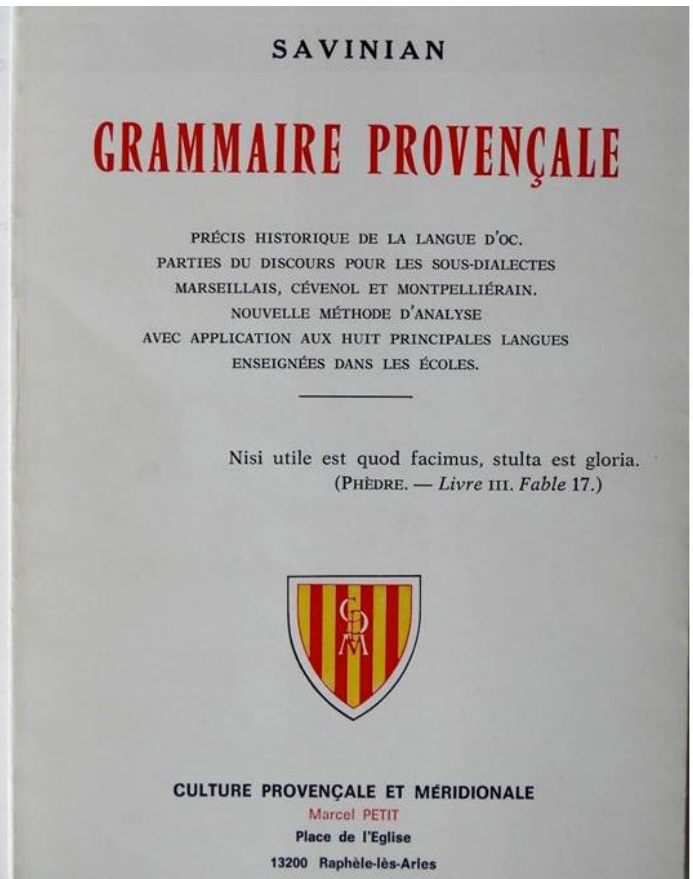 SAVINIAN
GRAMMAIRE PROVENÇALE
PRÉCIS HISTORIQUE DE LA LANGUE D'OC.
PARTIES DU DISCOURS POUR LES SOUS-DIALECTES
MARSEILLAIS, CÉVENOL ET MONTPELLIÉRAIN.
NOUVELLE MÉTHODE D'ANALYSE
AVEC APPLICATION AUX HUIT PRINCIPALES LANGUES
ENSEIGNÉES DANS LES ÉCOLES.
Nisi utile est quod facimus, stulta est gloria.
(PHÈDRE. — Livre III. Fable 17.)
CPM
CULTURE PROVENÇALE ET MÉRIDIONALE
Marcel PETIT
Place de l'Eglise
13200 Raphèle-lès-Arles